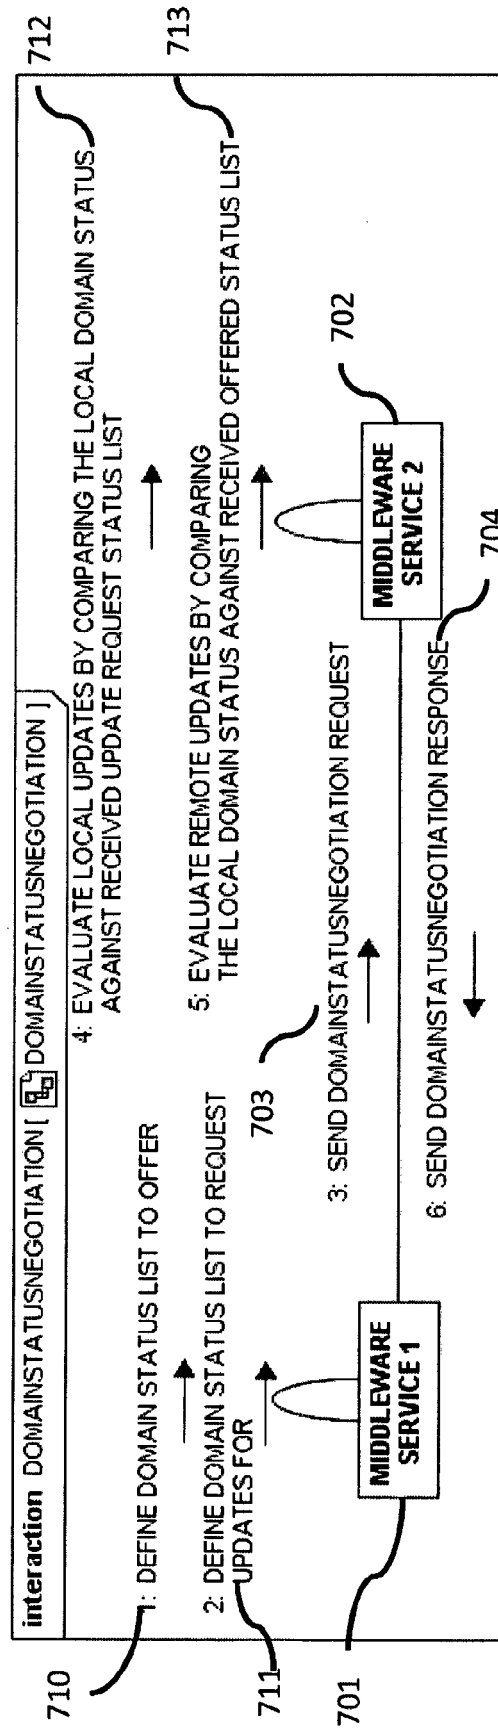 interaction DOMAINSTATUSNEGOTIATION [ DOMAINSTATUSNEGOTIATION ]
712
4: EVALUATE LOCAL UPDATES BY COMPARING THE LOCAL DOMAIN STATUS
AGAINST RECEIVED UPDATE REQUEST STATUS LIST
713
5: EVALUATE REMOTE UPDATES BY COMPARING
THE LOCAL DOMAIN STATUS AGAINST RECEIVED OFFERED STATUS LIST
710
1: DEFINE DOMAIN STATUS LIST TO OFFER
711
2: DEFINE DOMAIN STATUS LIST TO REQUEST
UPDATES FOR
703
3: SEND DOMAINSTATUSNEGOTIATION REQUEST
702
701
MIDDLEWARE
SERVICE 1
MIDDLEWARE
SERVICE 2
6: SEND DOMAINSTATUSNEGOTIATION RESPONSE
704